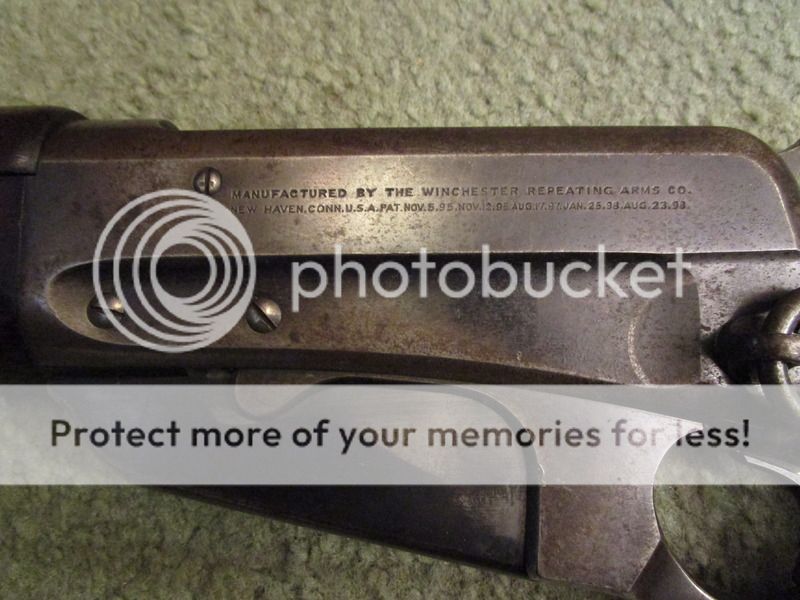 MANUFACTURED BY THE WINCHESTER REPEATING ARMS CO.
NEW HAVEN.CONN.U.S.A.PAT.NOV.5.95.NOV.12.95.AUG.17.97.JAN.25.98.AUG.23.98.
photobucket
Protect more of your memories for less!